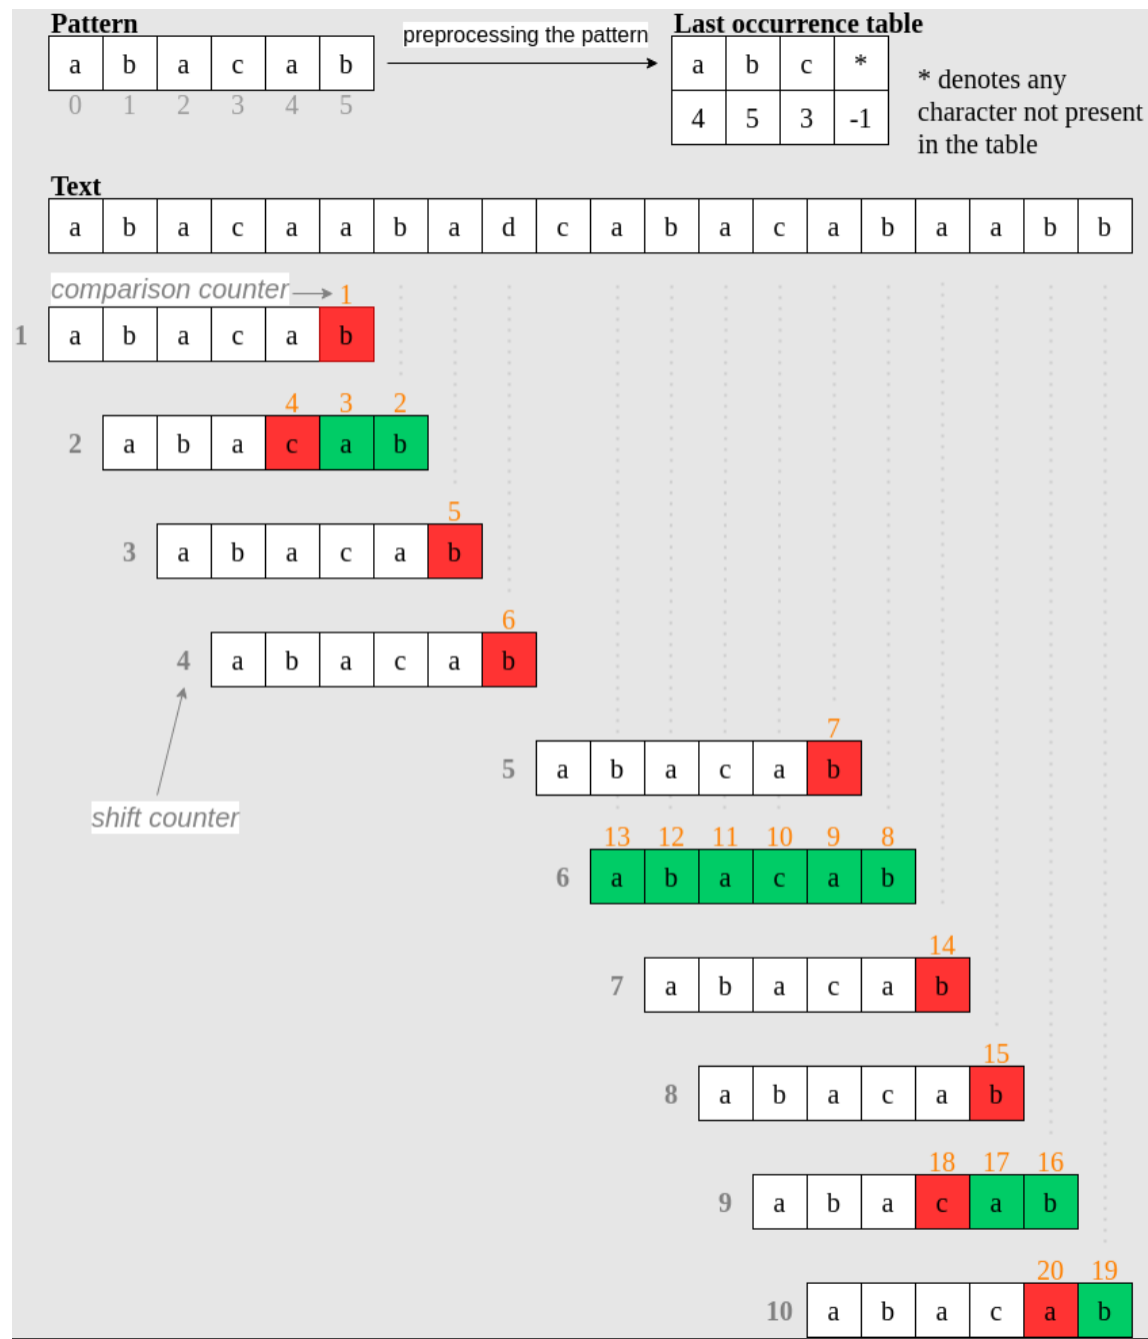 Pattern
preprocessing the pattern
Last occurrence table
a b a c a b
0 1 2 3 4 5
a b c *
4 5 3 -1
* denotes any
character not present
in the table
Text
a b a c a a b a d c a b a c a b a a b b
comparison counter
1
1 a b a c a b
4 3 2
2 a b a c a b
5
3 a b a c a b
6
4 a b a c a b
7
5 a b a c a b
shift counter
13 12 11 10 9 8
6 a b a c a b
14
7 a b a c a b
15
8 a b a c a b
18 17 16
9 a b a c a b
20 19
10 a b a c a b